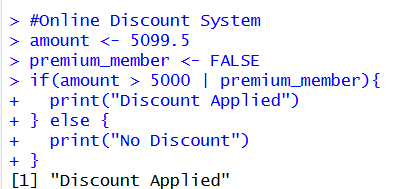 > #Online Discount System
> amount <- 5099.5
> premium_member <- FALSE
> if(amount > 5000 | premium_member){
+   print("Discount Applied")
+ } else {
+   print("No Discount")
+ }
[1] "Discount Applied"